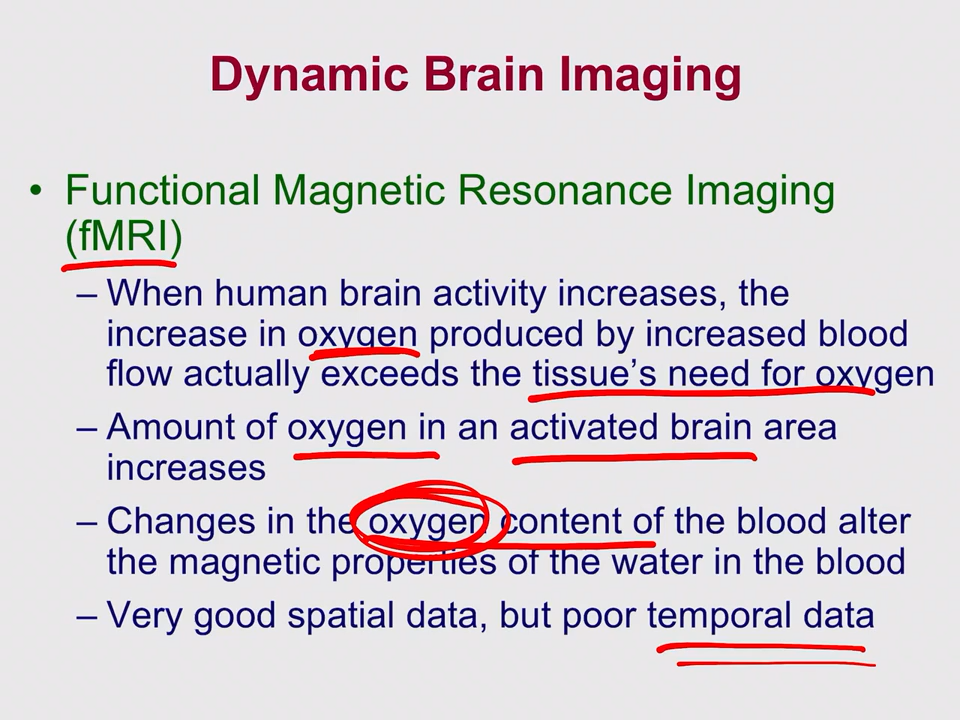 Dynamic Brain Imaging
• Functional Magnetic Resonance Imaging
(fMRI)
– When human brain activity increases, the
increase in oxygen produced by increased blood
flow actually exceeds the tissue’s need for oxygen
– Amount of oxygen in an activated brain area
increases
– Changes in the oxygen content of the blood alter
the magnetic properties of the water in the blood
– Very good spatial data, but poor temporal data